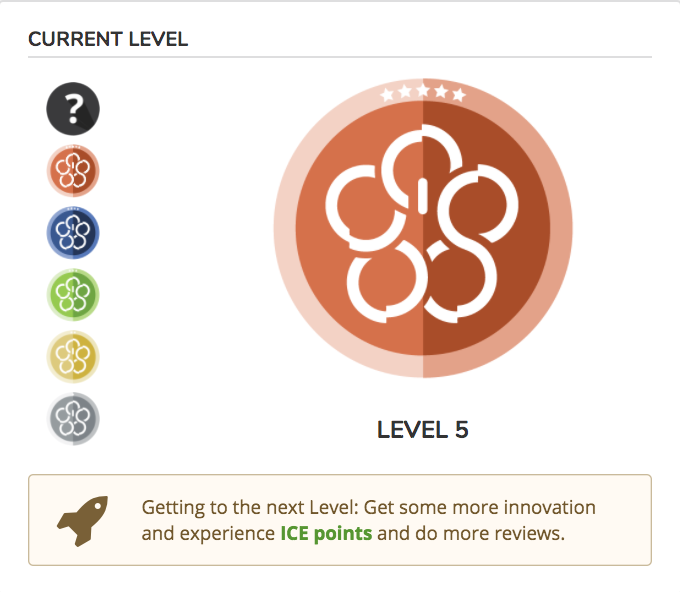 CURRENT LEVEL
?
LEVEL 5
Getting to the next Level: Get some more innovation
and experience ICE points and do more reviews.